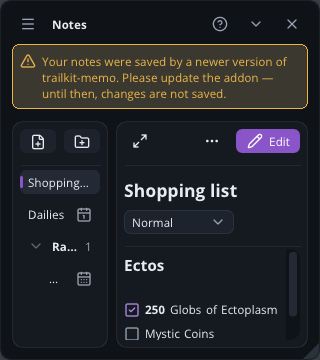 Notes
Your notes were saved by a newer version of
trailkit-memo. Please update the addon —
until then, changes are not saved.
Edit
Shopping...
Dailies
Ra... 1
...
Shopping list
Normal
Ectos
250 Globs of Ectoplasm
Mystic Coins